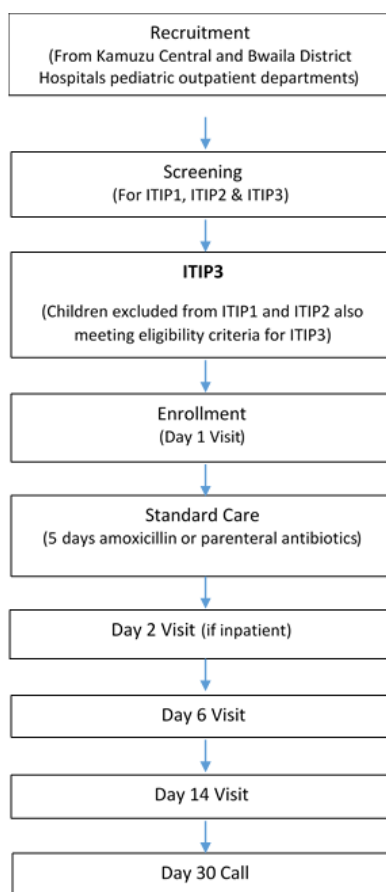 Recruitment
(From Kamuzu Central and Bwaila District
Hospitals pediatric outpatient departments)
Screening
(For ITIP1, ITIP2 & ITIP3)
ITIP3
(Children excluded from ITIP1 and ITIP2 also
meeting eligibility criteria for ITIP3)
Enrollment
(Day 1 Visit)
Standard Care
(5 days amoxicillin or parenteral antibiotics)
Day 2 Visit (if inpatient)
Day 6 Visit
Day 14 Visit
Day 30 Call